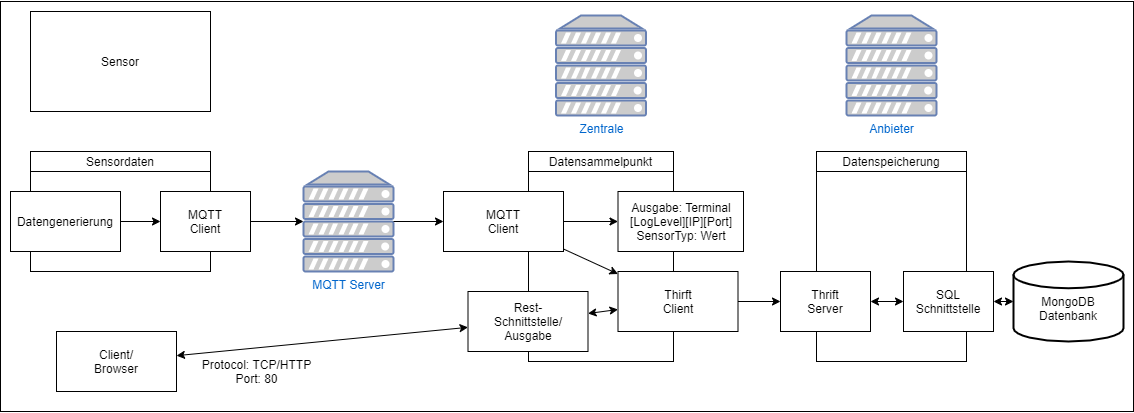 Sensor
Zentrale
Anbieter
Sensordaten
Datengenerierung
MQTT
Client
MQTT Server
Datensammelpunkt
MQTT
Client
Ausgabe: Terminal
[LogLevel][IP][Port]
SensorTyp: Wert
Rest-
Schnittstelle/
Ausgabe
Thirft
Client
Datenspeicherung
Thrift
Server
SQL
Schnittstelle
MongoDB
Datenbank
Client/
Browser
Protocol: TCP/HTTP
Port: 80